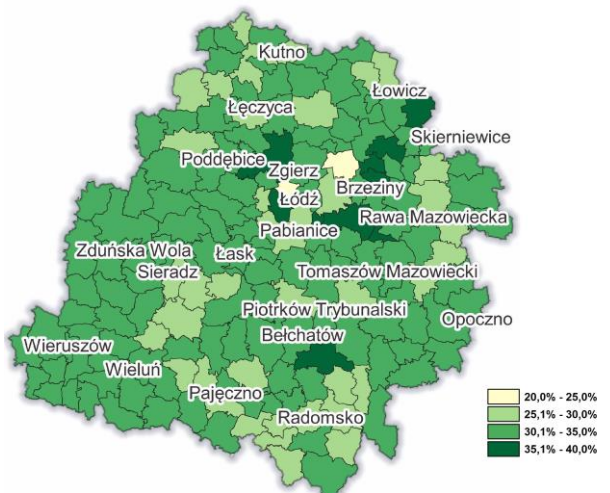 Kutno
Łowicz
Łęczyca
Skierniewice
Poddębice
Zgierz
Brzeziny
Łódź
Rawa Mazowiecka
Pabianice
Zduńska Wola
Łask
Sieradz
Tomaszów Mazowiecki
Piotrków Trybunalski
Opoczno
Bełchatów
Wieruszów
Wieluń
Pajęczno
Radomsko
20,0% - 25,0%
25,1% - 30,0%
30,1% - 35,0%
35,1% - 40,0%